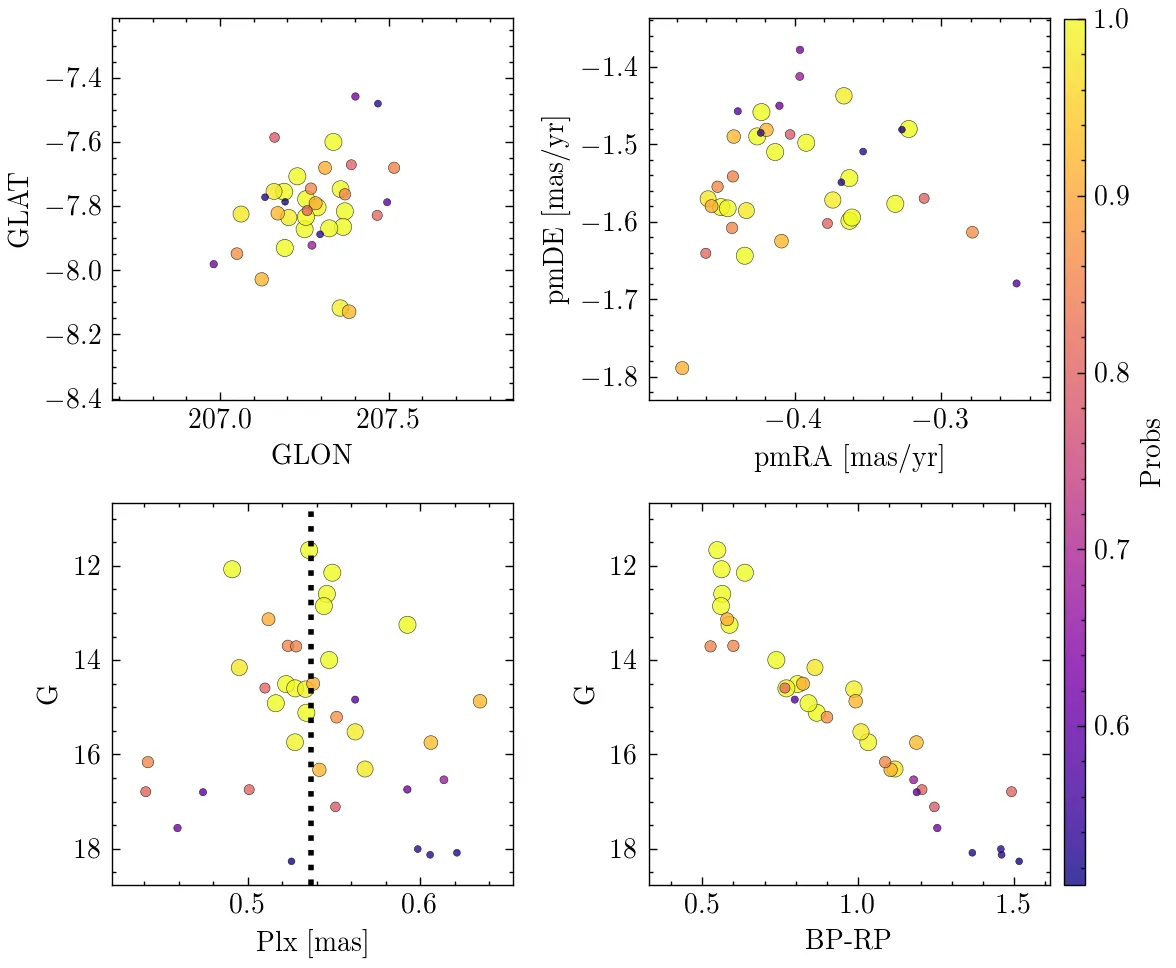 −7.4
−7.6
−7.8
−8.0
−8.2
−8.4
GLAT
207.0 207.5
GLON
−1.4
−1.5
−1.6
−1.7
−1.8
pmDE [mas/yr]
−0.4 −0.3
pmRA [mas/yr]
12
14
16
18
G
0.5 0.6
Plx [mas]
12
14
16
18
G
0.5 1.0 1.5
BP-RP
1.0
0.9
0.8
0.7
0.6
Probs